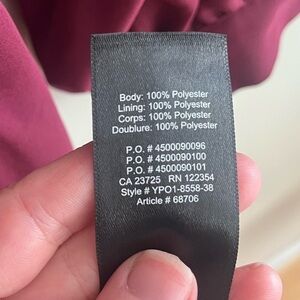 Body: 100% Polyester
Lining: 100% Polyester
Corps: 100% Polyester
Doublure: 100% Polyester
P.O. # 4500090096
P.O. # 4500090100
P.O. # 4500090101
CA 23725 RN 122354
Style # YPO1-8558-38
Article # 68706